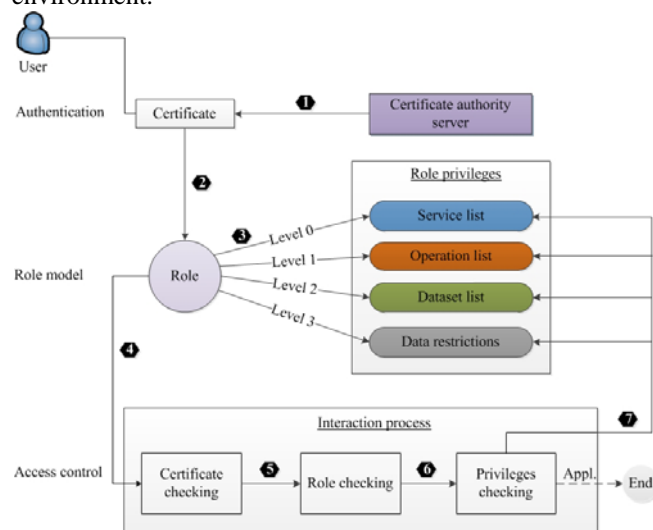 environment.
User
Authentication
Certificate
1
Certificate authority
server
2
Role privileges
Service list
Operation list
Dataset list
Data restrictions
3
Level 0
Level 1
Level 2
Level 3
Role model
Role
4
7
Interaction process
Access control
Certificate
checking
5
Role checking
6
Privileges
checking
Appl.
End